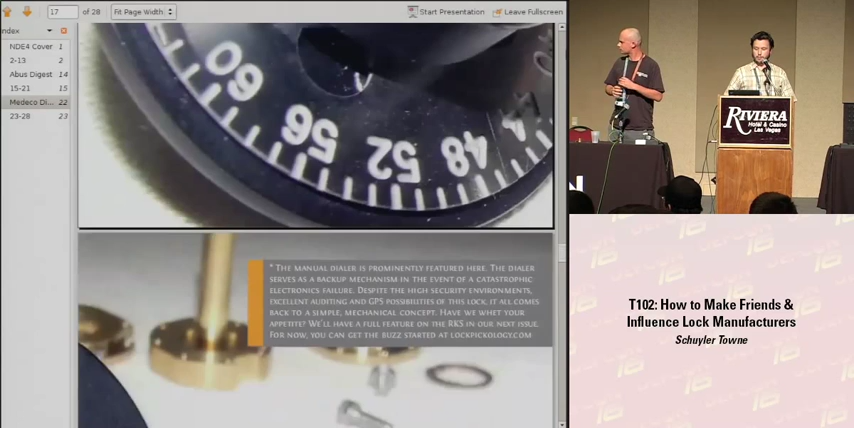 17 of 28 Fit Page Width Start Presentation Leave Fullscreen
ndex
NDE4 Cover 1
2-13 2
Abus Digest 14
15-21 15
Medeco Di... 22
23-28 23
60 56 52 48 4
* The manual dialer is prominently featured here. The dialer
serves as a backup mechanism in the event of a catastrophic
electronics failure. Despite the high security environments,
excellent auditing and GPS possibilities of this lock, it all comes
back to a simple, mechanical concept. Have we whet your
appetite? We'll have a full feature on the RKS in our next issue.
For now, you can get the buzz started at lockpickology.com
RIVIERA
Hotel & Casino
Las Vegas
N
T102: How to Make Friends &
Influence Lock Manufacturers
Schuyler Towne